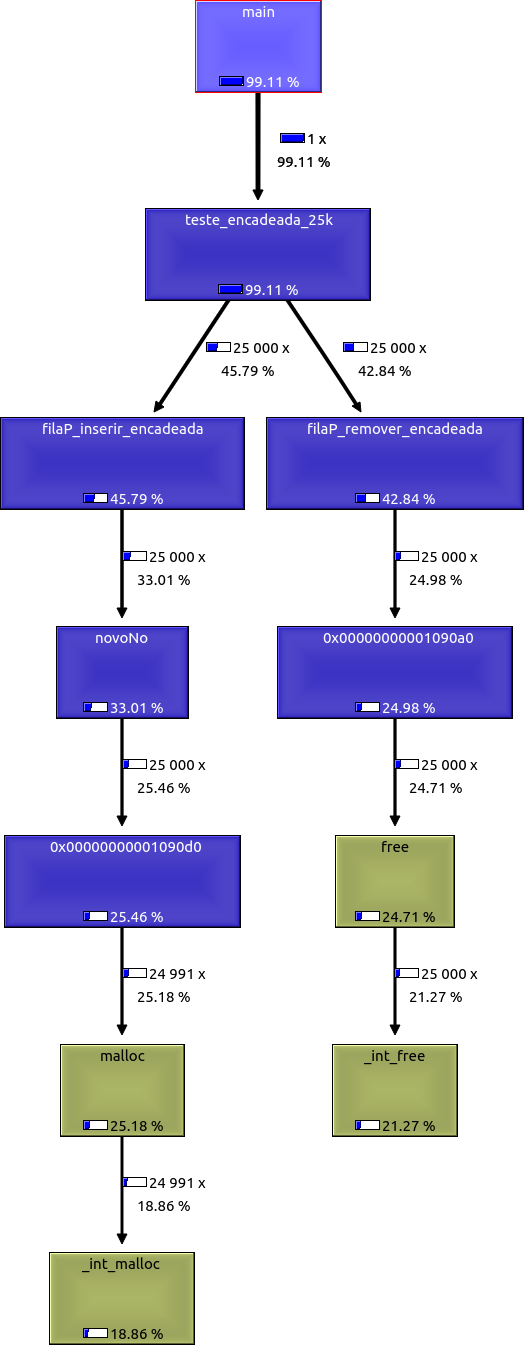 main
99.11 %
1 x
99.11 %
teste_encadeada_25k
99.11 %
25 000 x
45.79 %
25 000 x
42.84 %
filaP_inserir_encadeada
45.79 %
filaP_remover_encadeada
42.84 %
25 000 x
33.01 %
25 000 x
24.98 %
novoNo
33.01 %
0x00000000001090a0
24.98 %
25 000 x
25.46 %
25 000 x
24.71 %
0x00000000001090d0
25.46 %
free
24.71 %
24 991 x
25.18 %
25 000 x
21.27 %
malloc
25.18 %
_int_free
21.27 %
24 991 x
18.86 %
_int_malloc
18.86 %